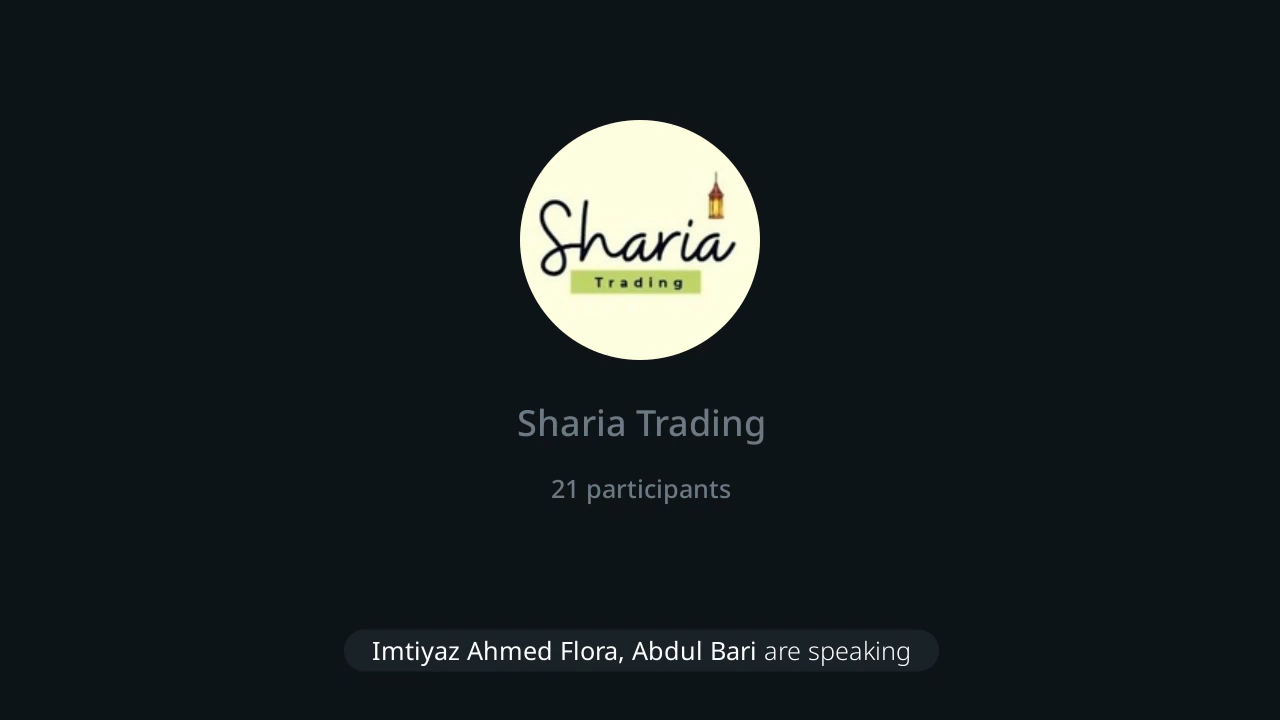 Sharia
Trading
Sharia Trading
21 participants
Imtiyaz Ahmed Flora, Abdul Bari are speaking